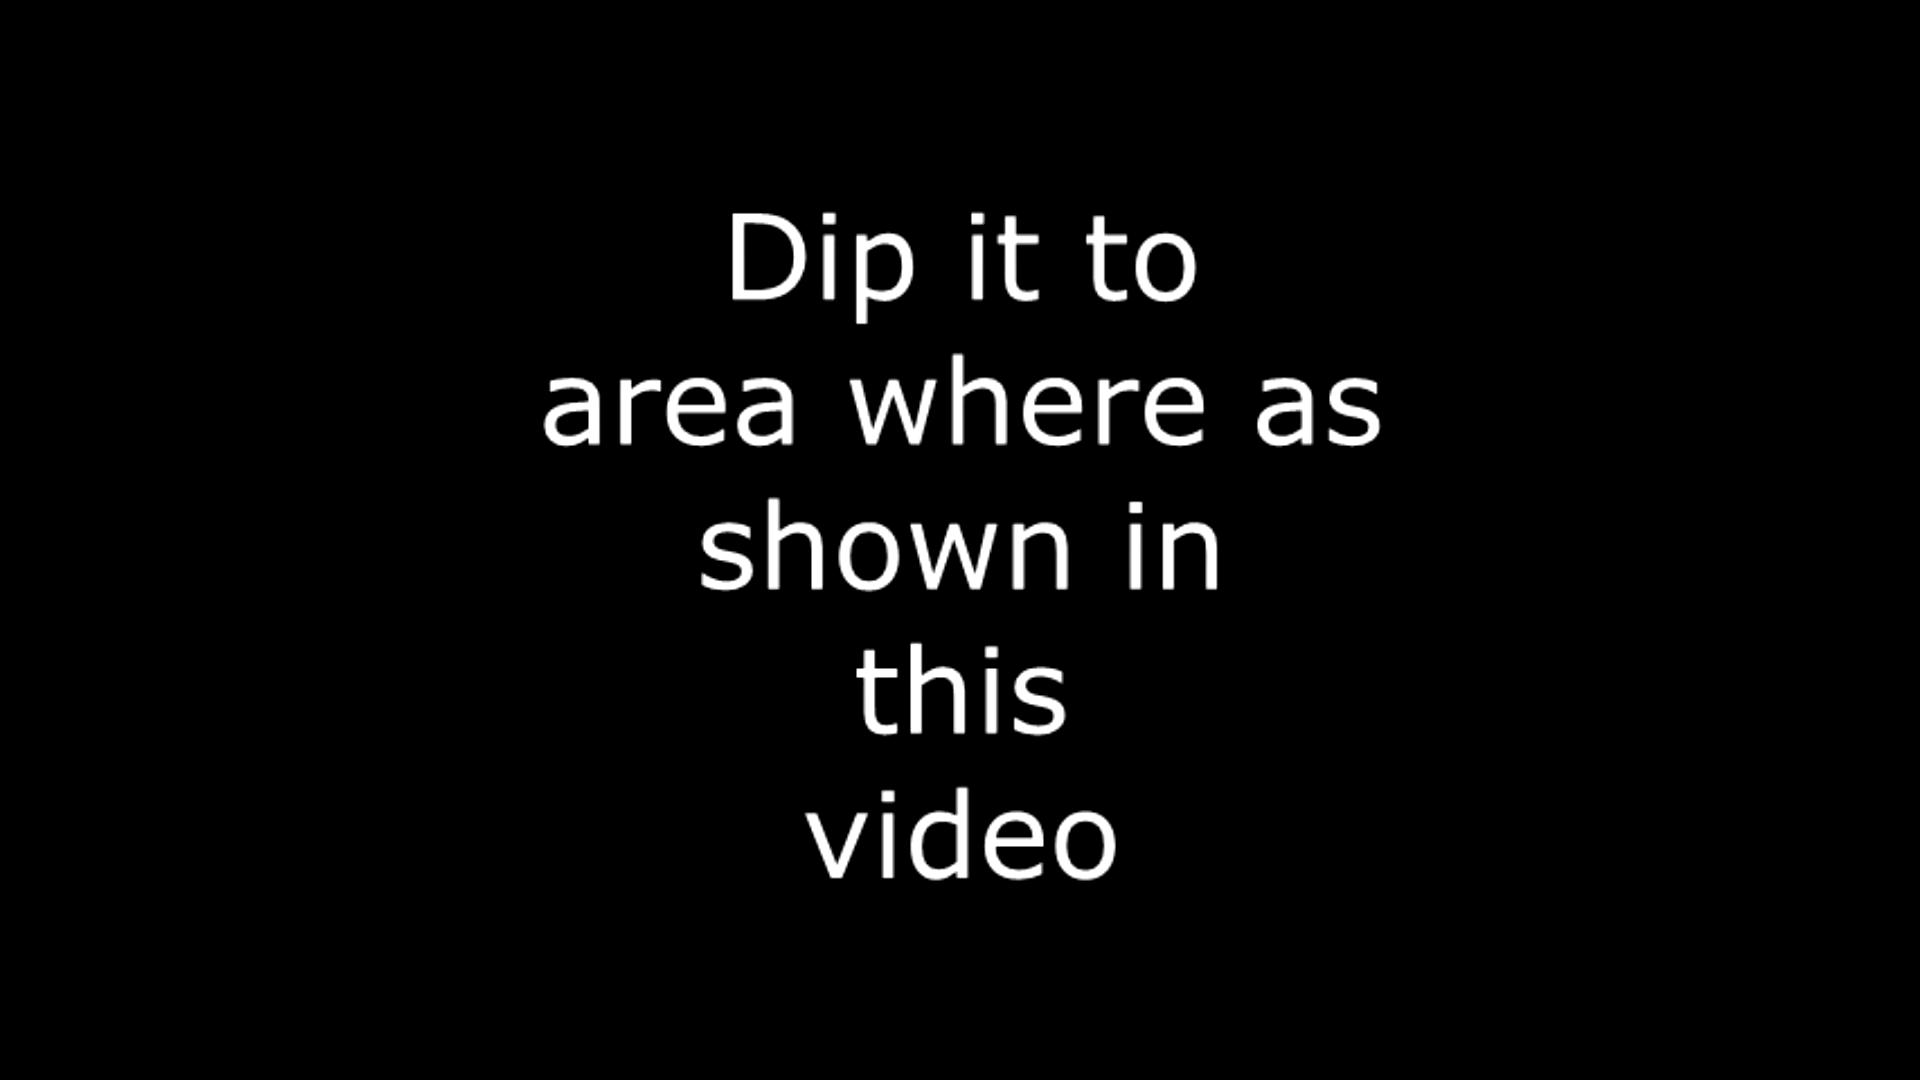 Dip it to
area where as
shown in
this
video